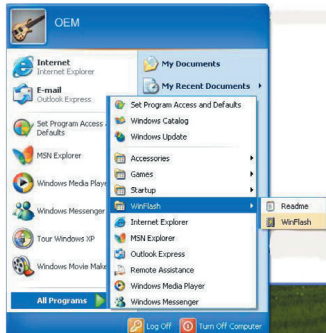 OEM
Internet
Internet Explorer
E-mail
Outlook Express
Set Program Access
Defaults
MSN Explorer
Windows Media Playe
Windows Messenger
Tour Windows XP
Windows Movie Make
All Programs
My Documents
My Recent Documents
Set Program Access and Defaults
Windows Catalog
Windows Update
Accessories
Games
Startup
WinFlash
Internet Explorer
MSN Explorer
Outlook Express
Remote Assistance
Windows Media Player
Windows Messenger
Readme
WinFlash
Log Off
Turn Off Computer